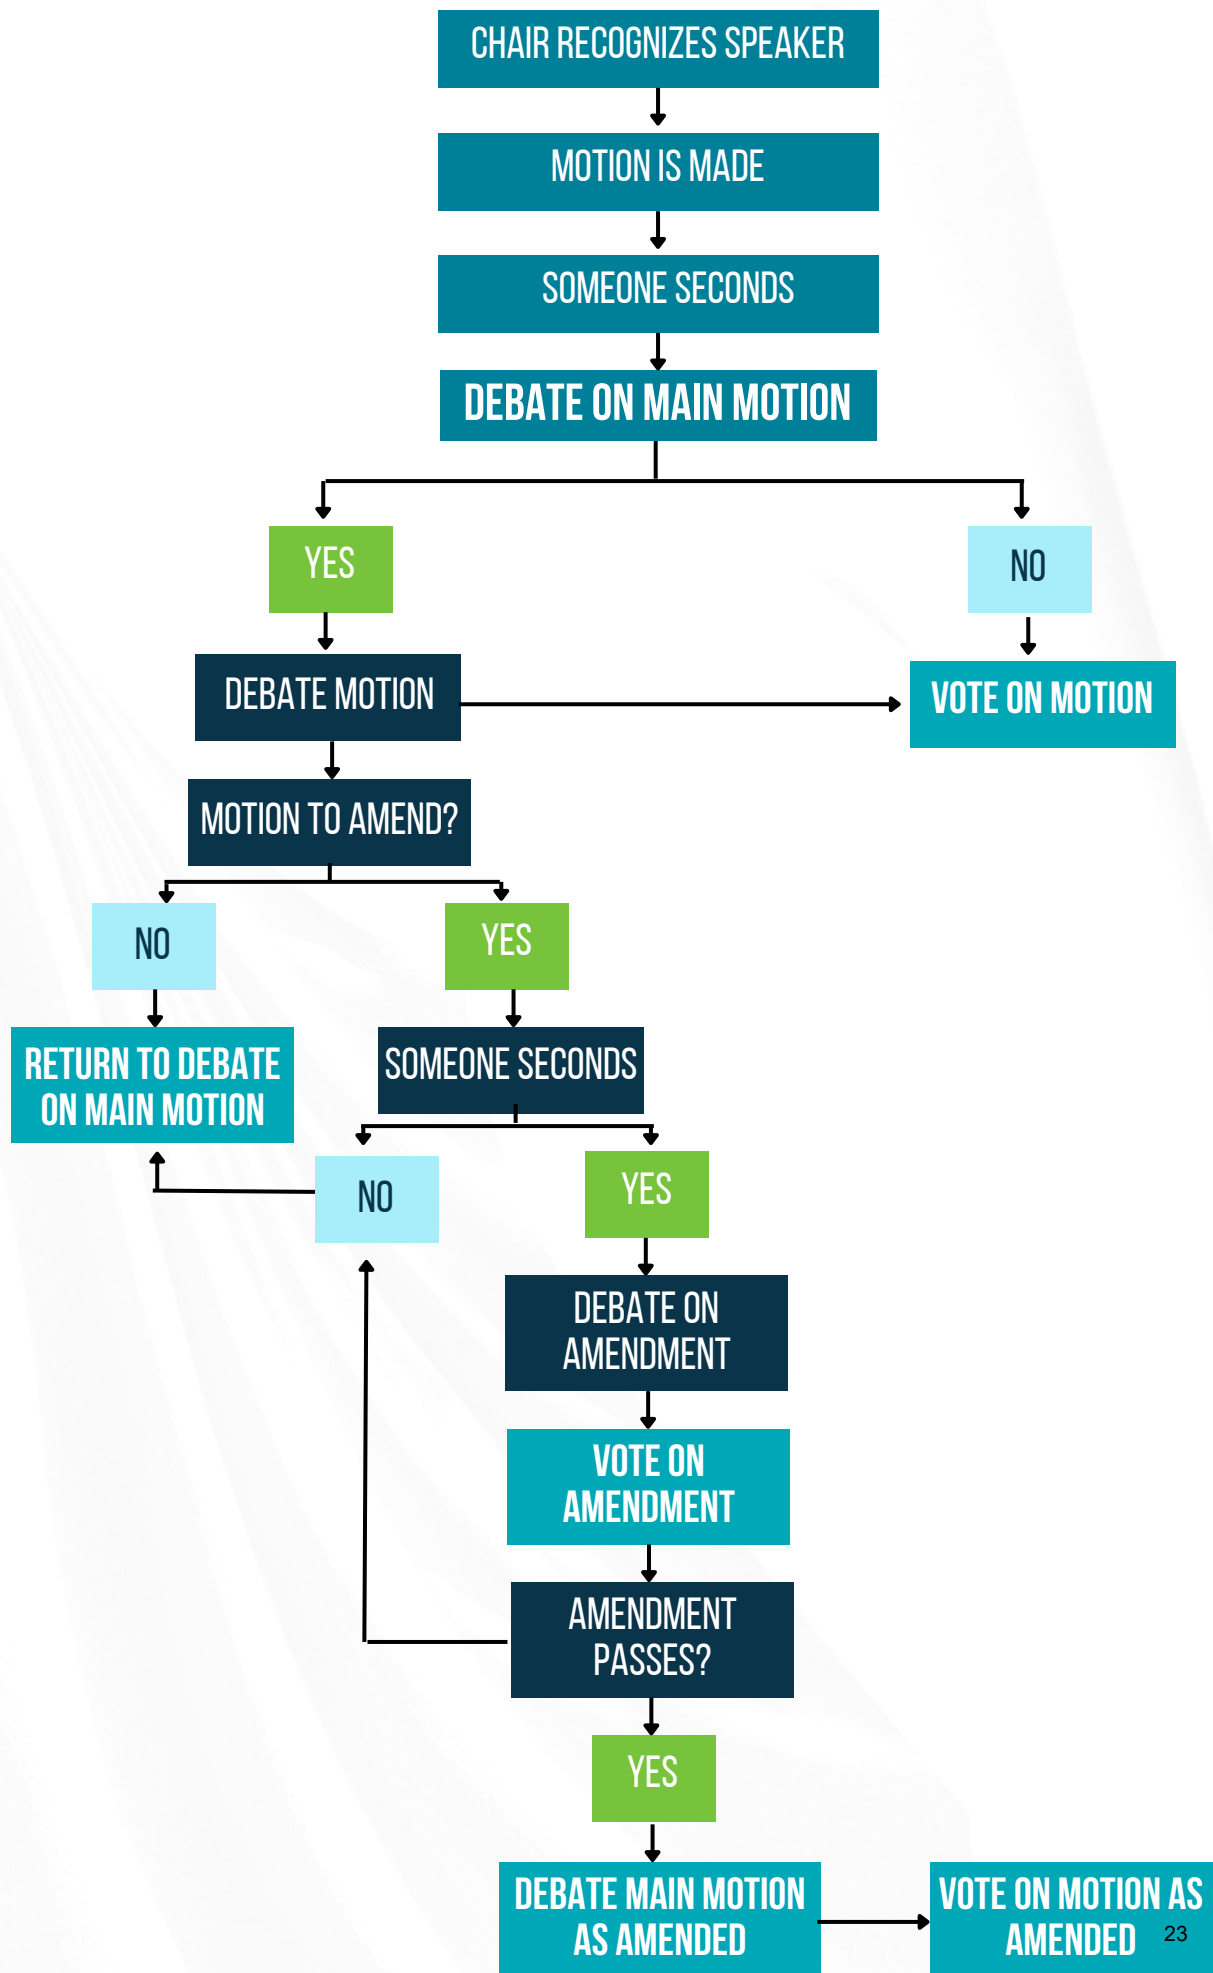 CHAIR RECOGNIZES SPEAKER
MOTION IS MADE
SOMEONE SECONDS
DEBATE ON MAIN MOTION
YES
NO
DEBATE MOTION
VOTE ON MOTION
MOTION TO AMEND?
NO
YES
RETURN TO DEBATE
ON MAIN MOTION
SOMEONE SECONDS
NO
YES
DEBATE ON
AMENDMENT
VOTE ON
AMENDMENT
AMENDMENT
PASSES?
YES
DEBATE MAIN MOTION
AS AMENDED
VOTE ON MOTION AS
AMENDED
23